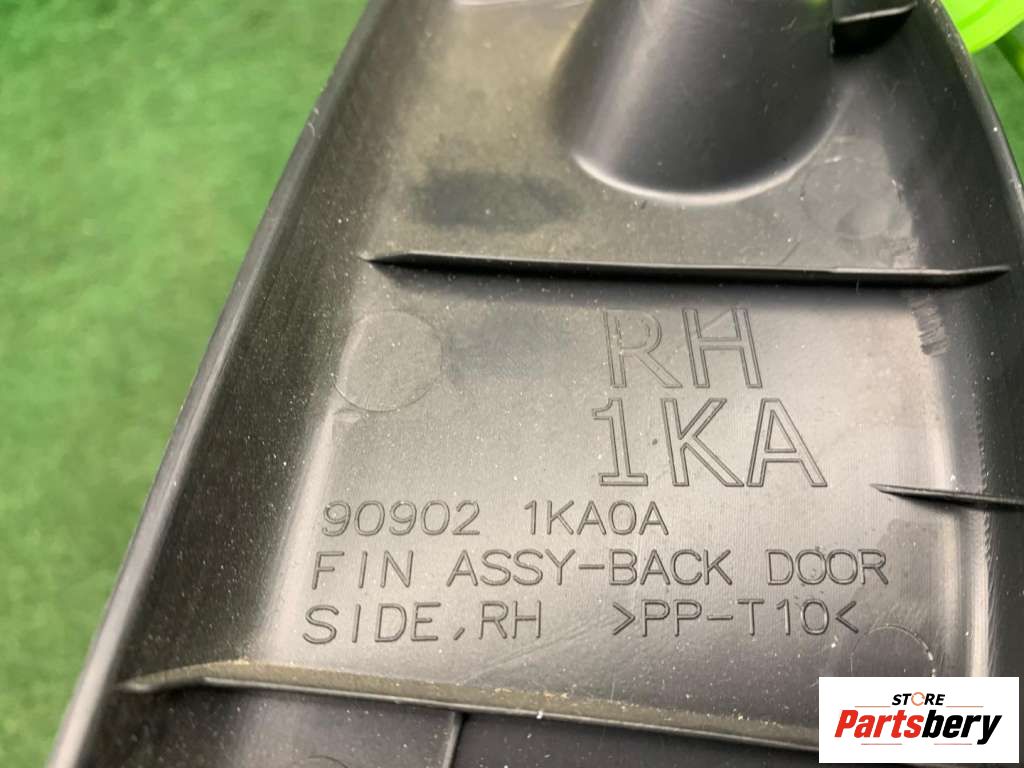 RH
1KA
90902 1KA0A
FIN ASSY-BACK DOOR
SIDE, RH >PP-T10<
STORE
Partsbery